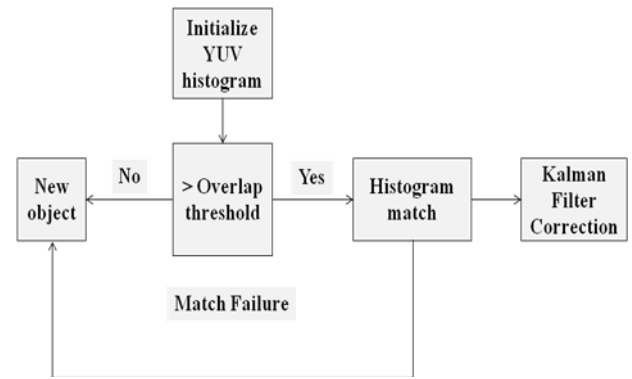 Initialize
YUV
histogram
No
Yes
New
object
> Overlap
threshold
Histogram
match
Kalman
Filter
Correction
Match Failure